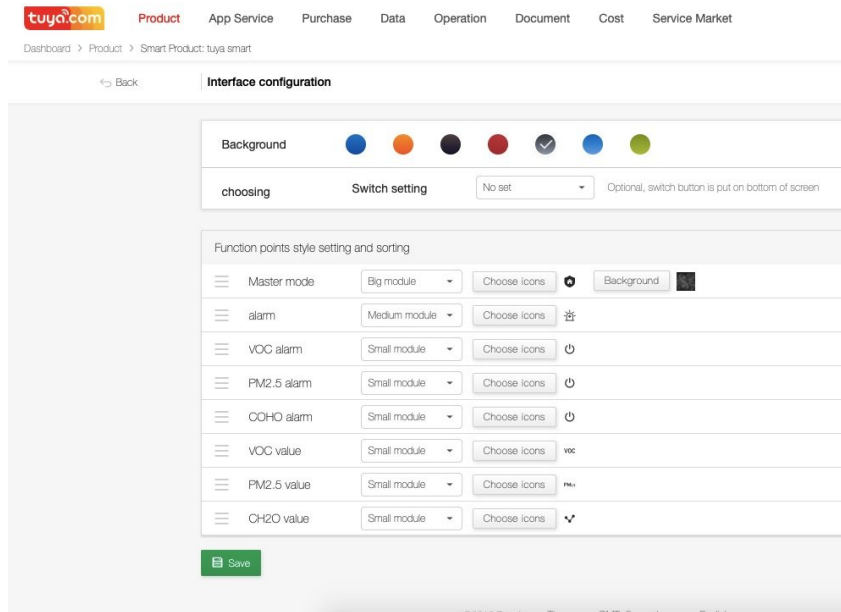 tuya.com Product App Service Purchase Data Operation Document Cost Service Market
Dashboard > Product > Smart Product: tuya smart
Back Interface configuration
Background
choosing Switch setting No set Optional, switch button is put on bottom of screen
Function points style setting and sorting
Master mode Big module Choose icons Background
alarm Medium module Choose icons
VOC alarm Small module Choose icons
PM2.5 alarm Small module Choose icons
COHO alarm Small module Choose icons
VOC value Small module Choose icons VOC
PM2.5 value Small module Choose icons
CH2O value Small module Choose icons
Save